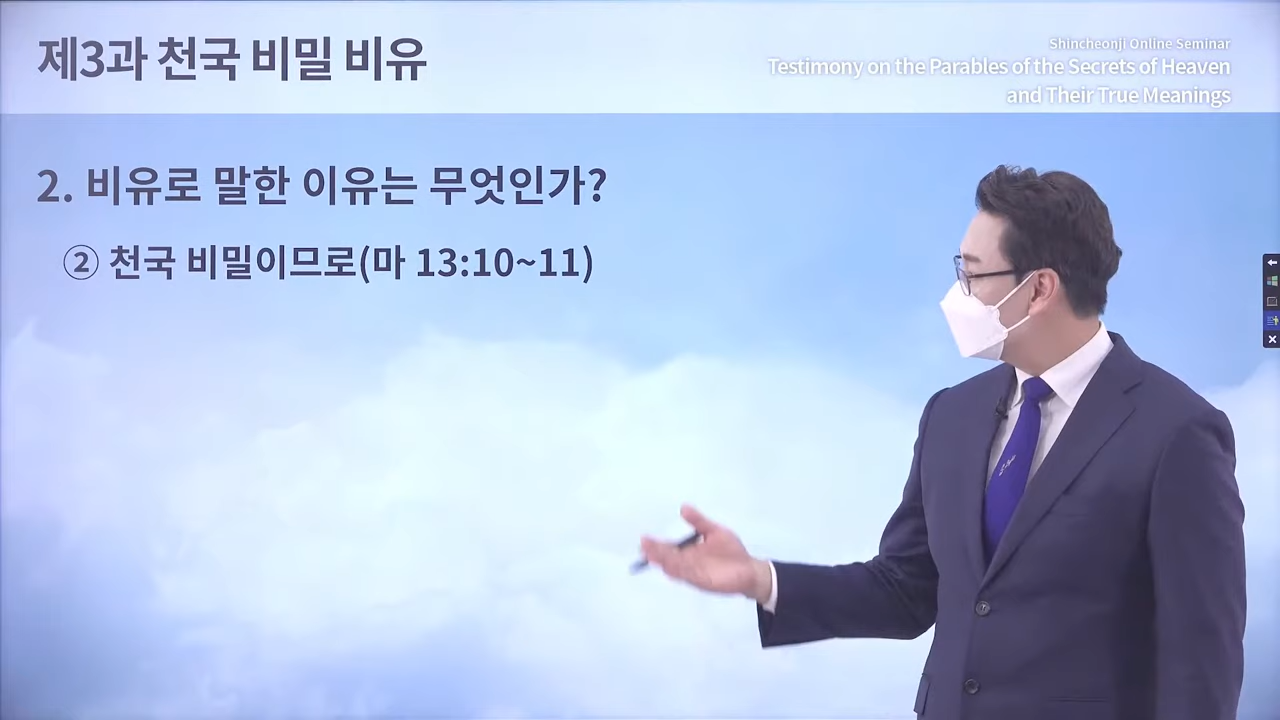 제3과 천국 비밀 비유
Shincheonji Online Seminar
Testimony on the Parables of the Secrets of Heaven
and Their True Meanings
2. 비유로 말한 이유는 무엇인가?
② 천국 비밀이므로(마 13:10~11)